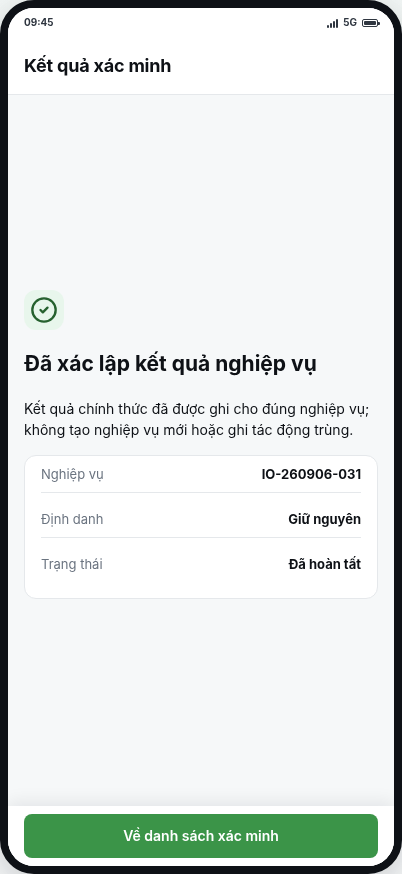 09:45
5G
Kết quả xác minh
Đã xác lập kết quả nghiệp vụ
Kết quả chính thức đã được ghi cho đúng nghiệp vụ;
không tạo nghiệp vụ mới hoặc ghi tác động trùng.
Nghiệp vụ IO-260906-031
Định danh Giữ nguyên
Trạng thái Đã hoàn tất
Về danh sách xác minh